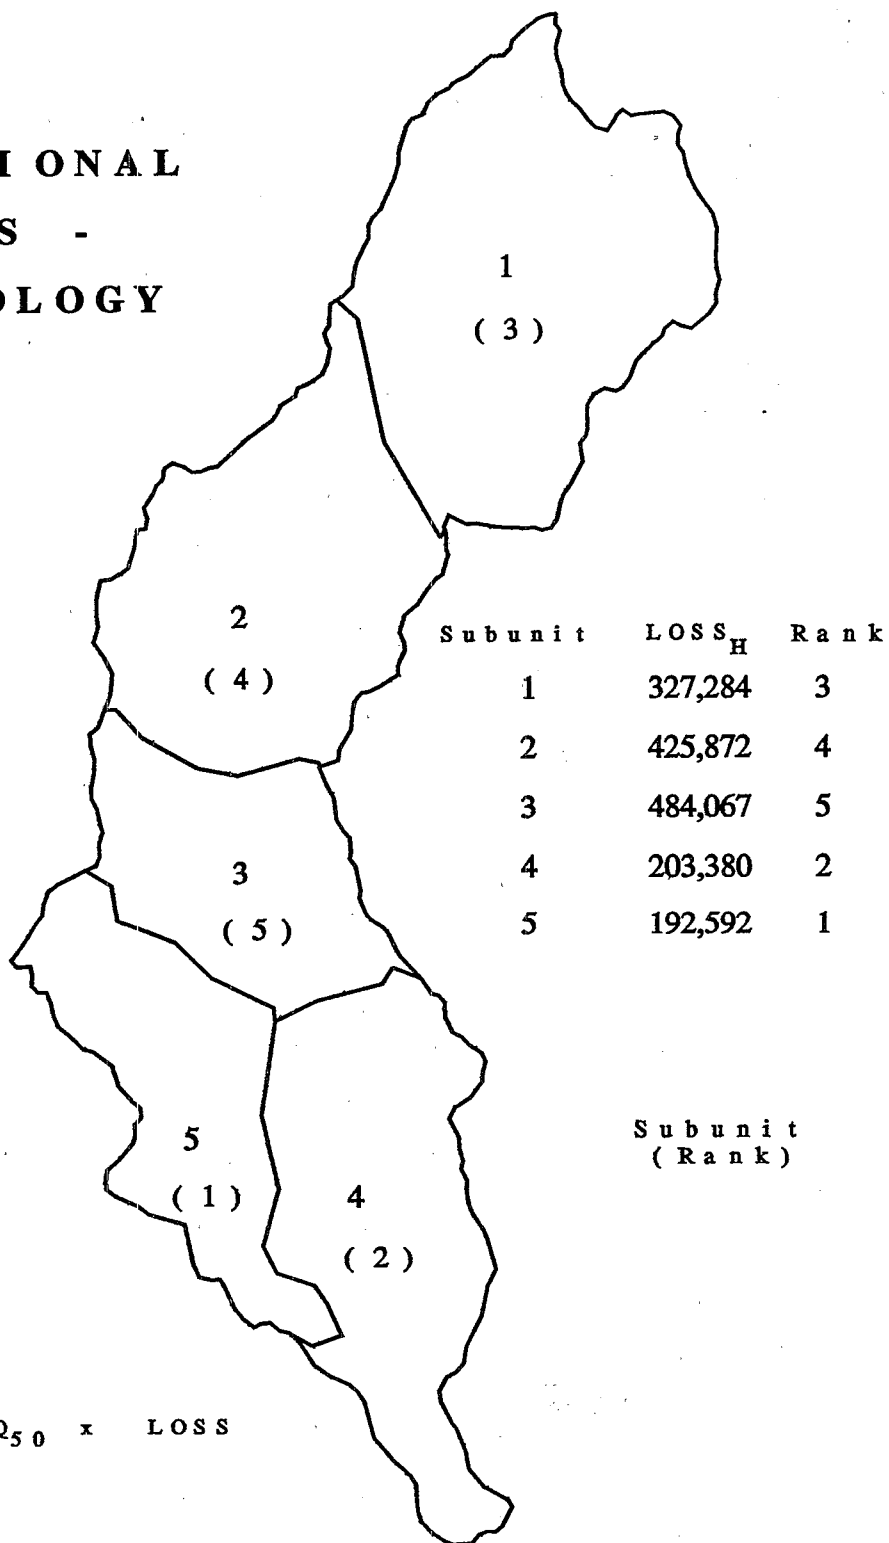 IONAL
S -
OLOGY
1
(3)
2
(4)
Subunit LOSS_H Rank
1 327,284 3
2 425,872 4
3 484,067 5
4 203,380 2
5 192,592 1
3
(5)
Subunit
(Rank)
5
(1)
4
(2)
Q50 x LOSS